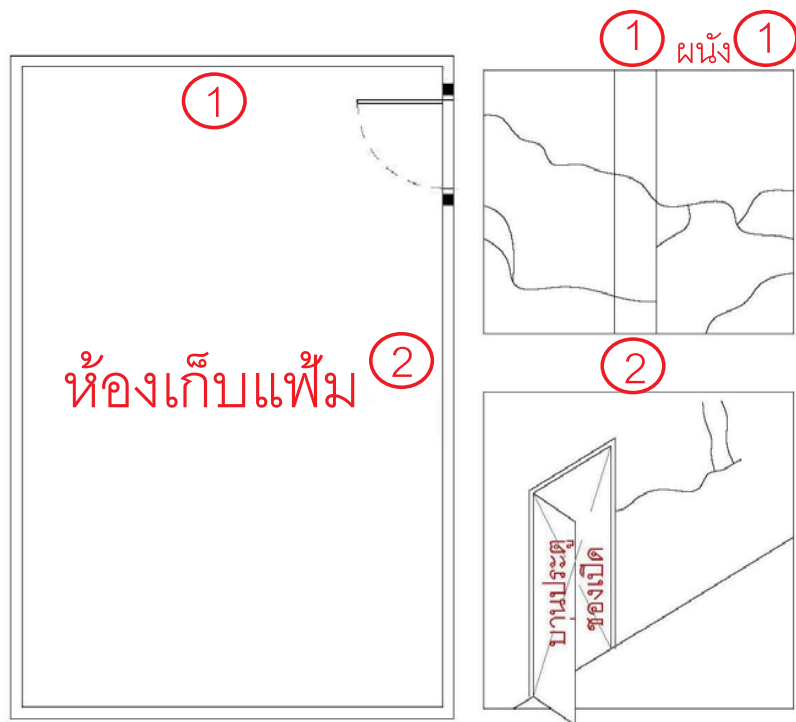 1
ห้องเก็บแฟ้ม
2
1 ผนัง 1
2
บานประตู
ช่องเปิด